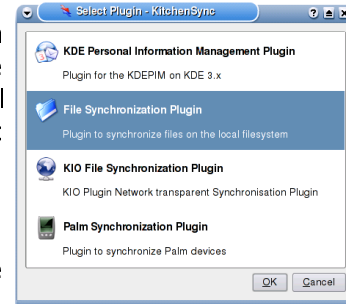 Select Plugin - KitchenSync
KDE Personal Information Management Plugin
Plugin for the KDEPIM on KDE 3.x
File Synchronization Plugin
Plugin to synchronize files on the local filesystem
KIO File Synchronization Plugin
KIO Plugin Network transparent Synchronisation Plugin
Palm Synchronization Plugin
Plugin to synchronize Palm devices
OK Cancel